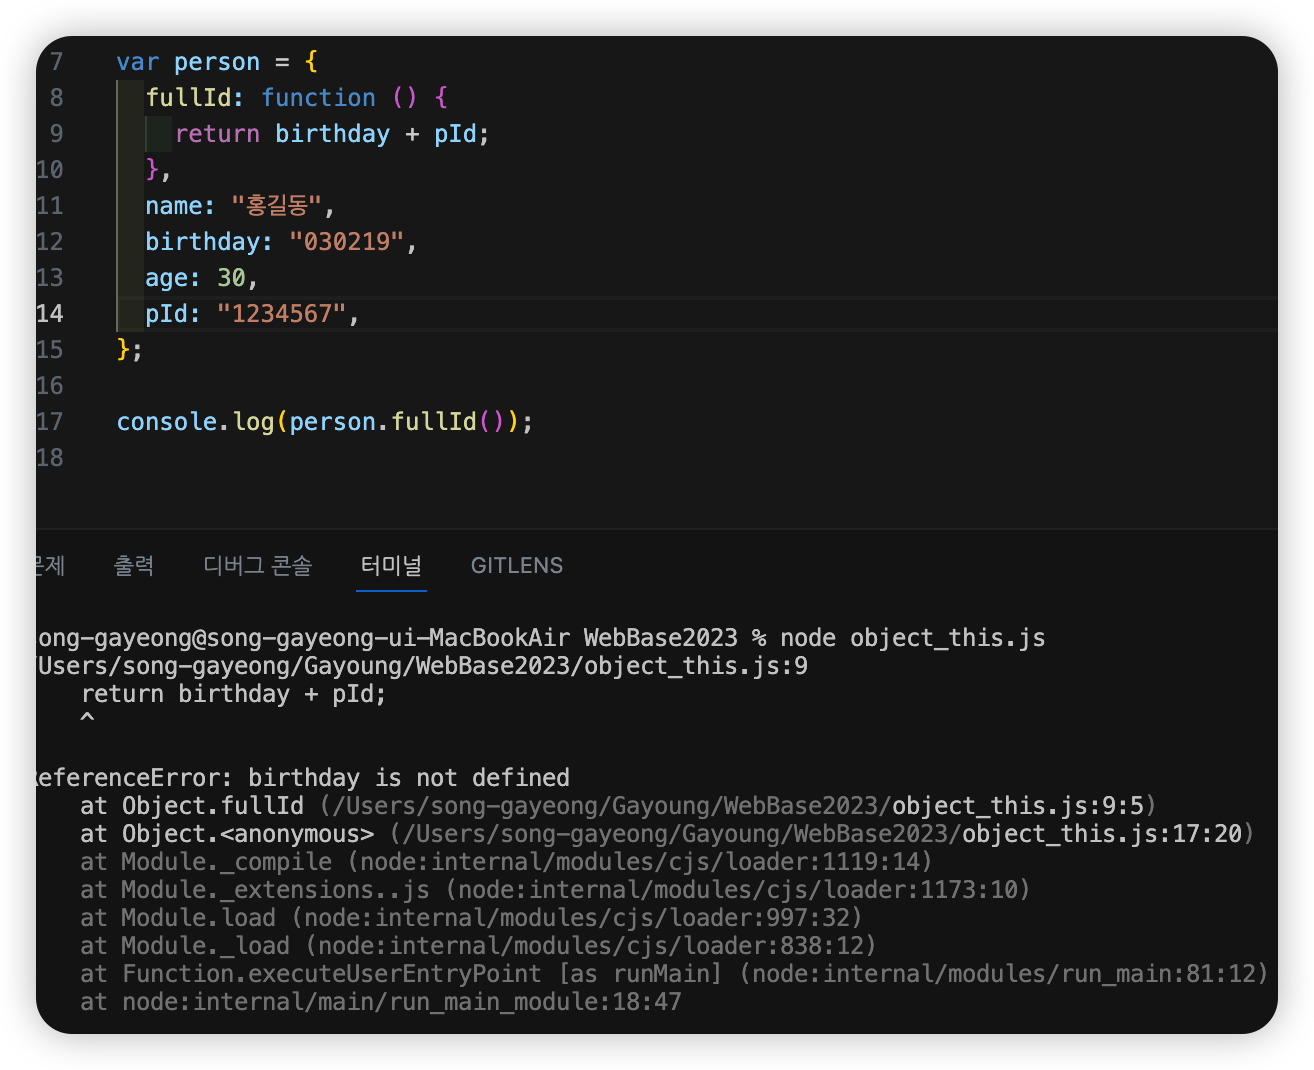 7 var person = {
8 fullId: function () {
9 return birthday + pId;
10 },
11 name: "홍길동",
12 birthday: "030219",
13 age: 30,
14 pId: "1234567",
15 };
16
17 console.log(person.fullId());
18
문제 출력 디버그 콘솔 터미널 GITLENS
ong-gayeong@song-gayeong-ui-MacBookAir WebBase2023 % node object_this.js
/Users/song-gayeong/Gayoung/WebBase2023/object_this.js:9
return birthday + pId;
^
ReferenceError: birthday is not defined
at Object.fullId (/Users/song-gayeong/Gayoung/WebBase2023/object_this.js:9:5)
at Object.<anonymous> (/Users/song-gayeong/Gayoung/WebBase2023/object_this.js:17:20)
at Module._compile (node:internal/modules/cjs/loader:1119:14)
at Module._extensions..js (node:internal/modules/cjs/loader:1173:10)
at Module.load (node:internal/modules/cjs/loader:997:32)
at Module._load (node:internal/modules/cjs/loader:838:12)
at Function.executeUserEntryPoint [as runMain] (node:internal/modules/run_main:81:12)
at node:internal/main/run_main_module:18:47